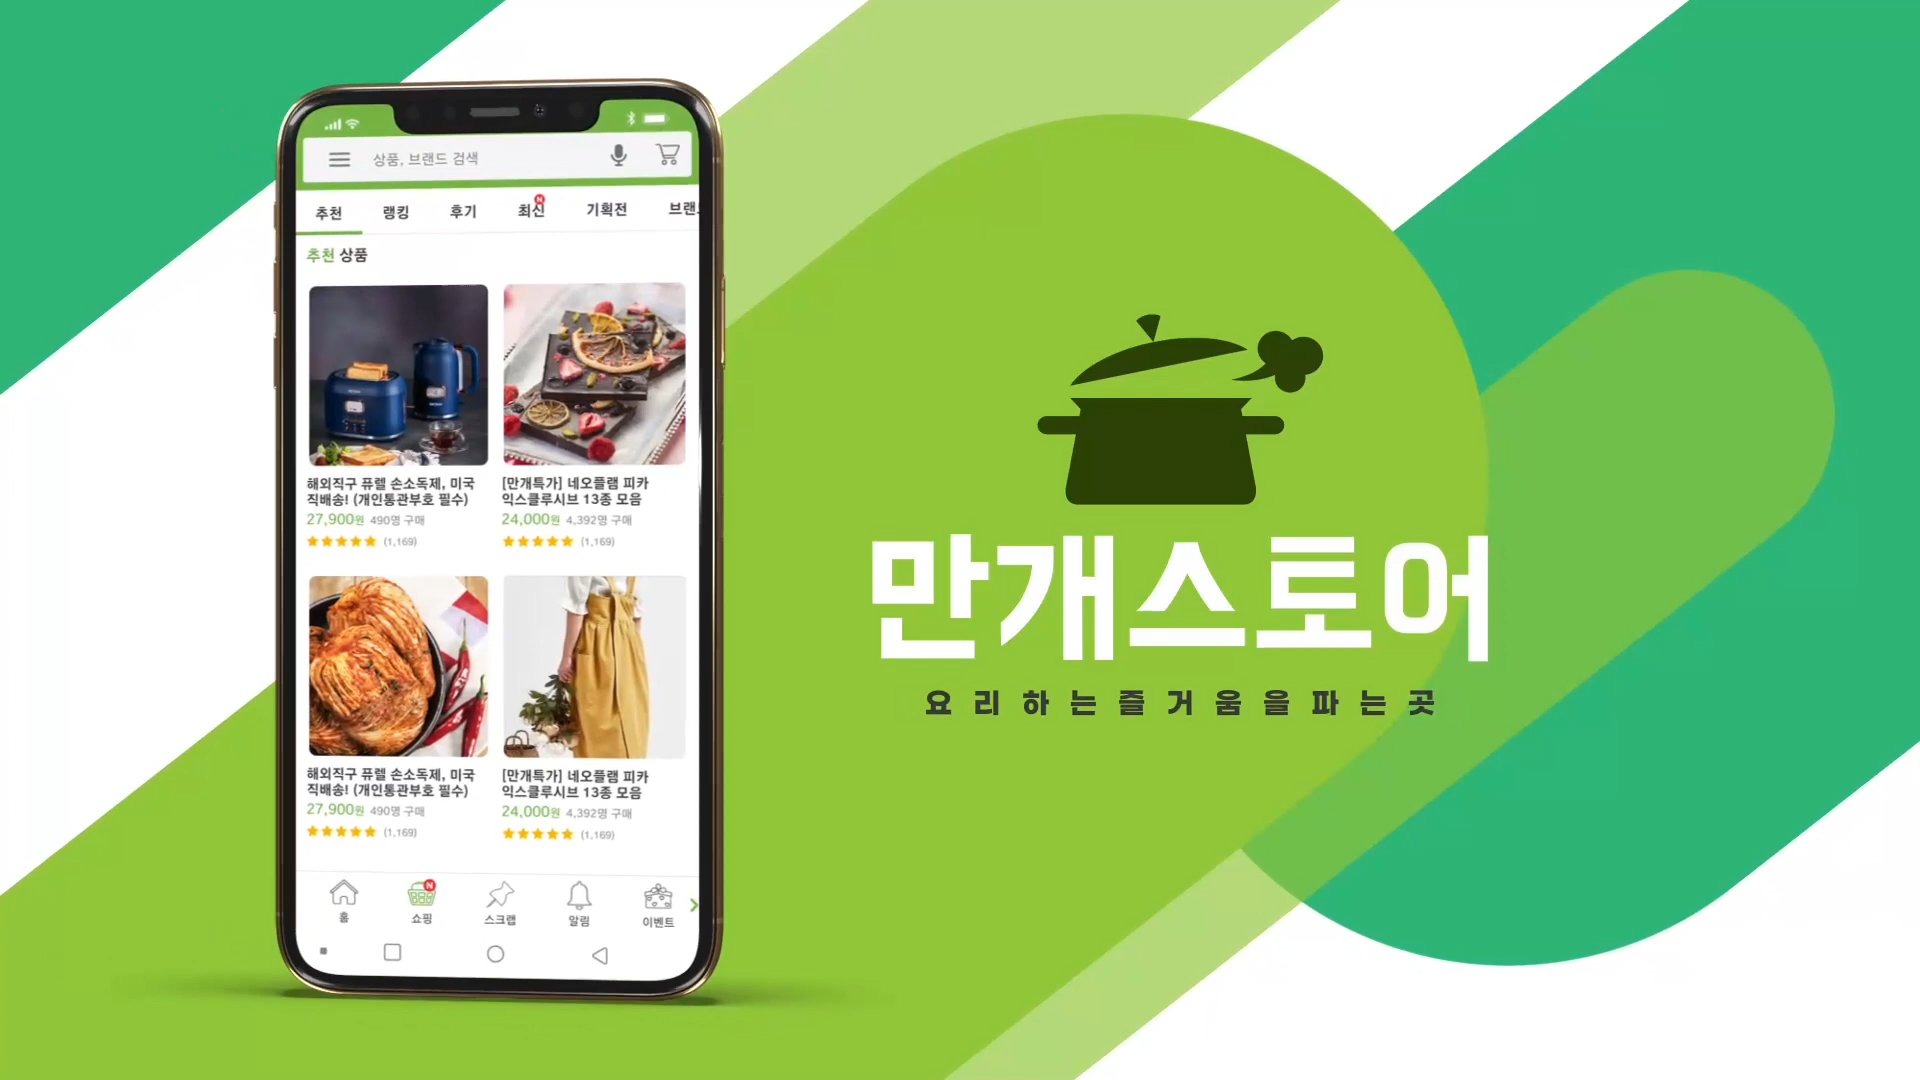 상품, 브랜드 검색
추천 랭킹 후기 최신 N 기획전 브랜드
추천 상품
해외직구 퓨렐 손소독제, 미국
직배송! (개인통관부호 필수)
27,900원 490명 구매
(1,169)
[만개특가] 네오플램 피카
익스클루시브 13종 모음
24,000원 4,392명 구매
(1,169)
해외직구 퓨렐 손소독제, 미국
직배송! (개인통관부호 필수)
27,900원 490명 구매
(1,169)
[만개특가] 네오플램 피카
익스클루시브 13종 모음
24,000원 4,392명 구매
(1,169)
N
홈 쇼핑 스크랩 알림 이벤트
만개스토어
요리하는즐거움을파는곳